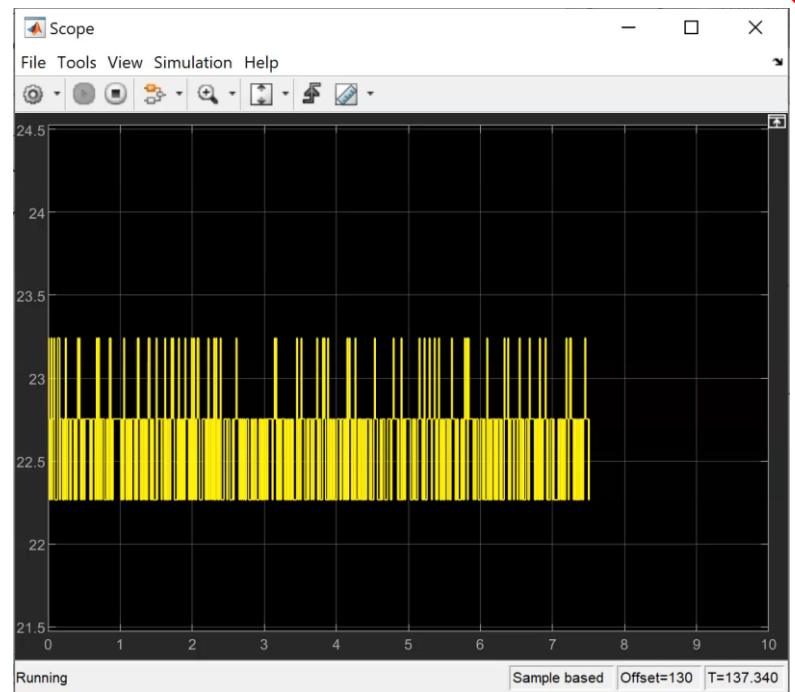 Scope
File Tools View Simulation Help
24.5
24
23.5
23
22.5
22
21.5
0 1 2 3 4 5 6 7 8 9 10
Running Sample based Offset=130 T=137.340